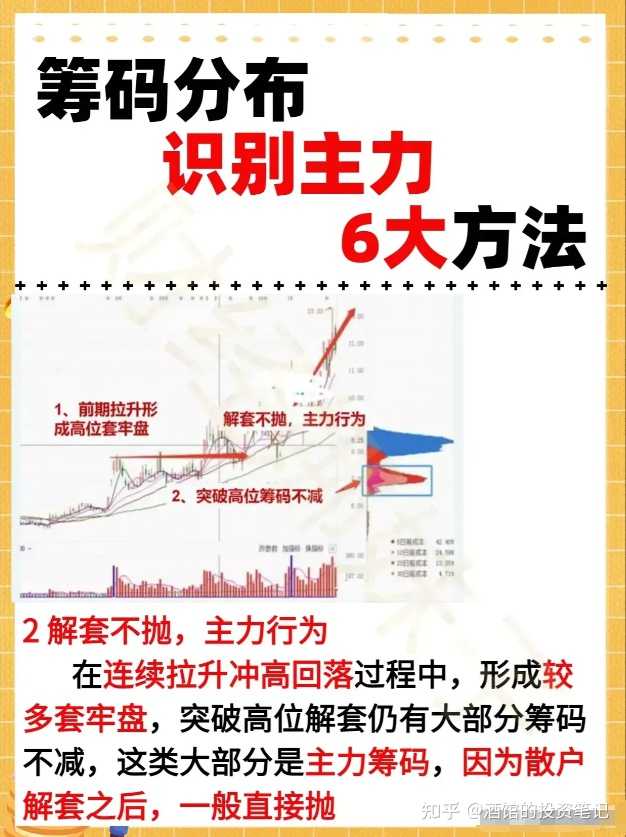 筹码分布
识别主力
6大方法
1、前期拉升形
成高位套牢盘
解套不抛，主力行为
2、突破高位筹码不减
2 解套不抛，主力行为
在连续拉升冲高回落过程中，形成较
多套牢盘，突破高位解套仍有大部分筹码
不减，这类大部分是主力筹码，因为散户
解套之后，一般直接抛
知乎 @酒馆的投资笔记